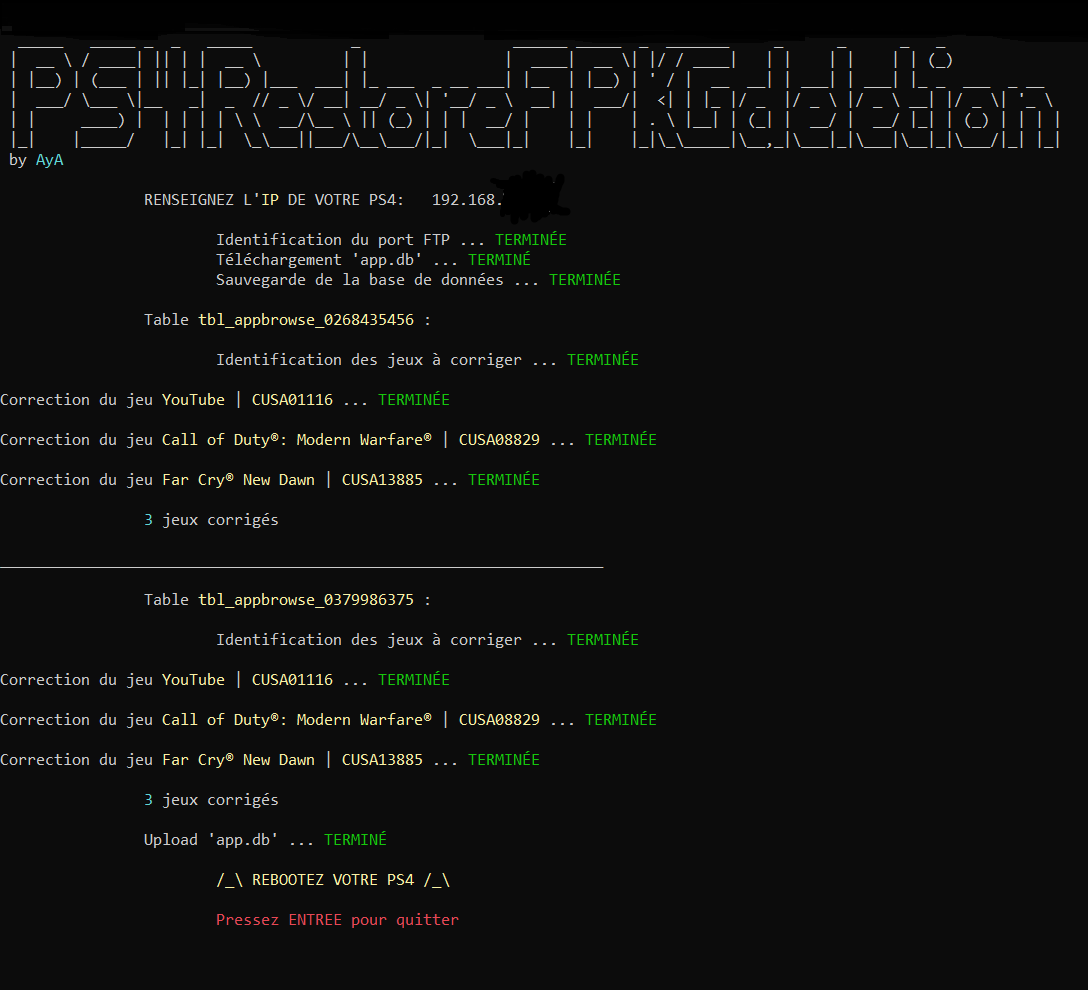 PS4RestoreFPKGdeletion
by AyA
RENSEIGNEZ L'IP DE VOTRE PS4: 192.168.
Identification du port FTP ... TERMINÉE
Téléchargement 'app.db' ... TERMINÉ
Sauvegarde de la base de données ... TERMINÉE
Table tbl_appbrowse_0268435456 :
Identification des jeux à corriger ... TERMINÉE
Correction du jeu YouTube | CUSA01116 ... TERMINÉE
Correction du jeu Call of Duty®: Modern Warfare® | CUSA08829 ... TERMINÉE
Correction du jeu Far Cry® New Dawn | CUSA13885 ... TERMINÉE
3 jeux corrigés
Table tbl_appbrowse_0379986375 :
Identification des jeux à corriger ... TERMINÉE
Correction du jeu YouTube | CUSA01116 ... TERMINÉE
Correction du jeu Call of Duty®: Modern Warfare® | CUSA08829 ... TERMINÉE
Correction du jeu Far Cry® New Dawn | CUSA13885 ... TERMINÉE
3 jeux corrigés
Upload 'app.db' ... TERMINÉ
/_\ REBOOTEZ VOTRE PS4 /_\
Pressez ENTREE pour quitter